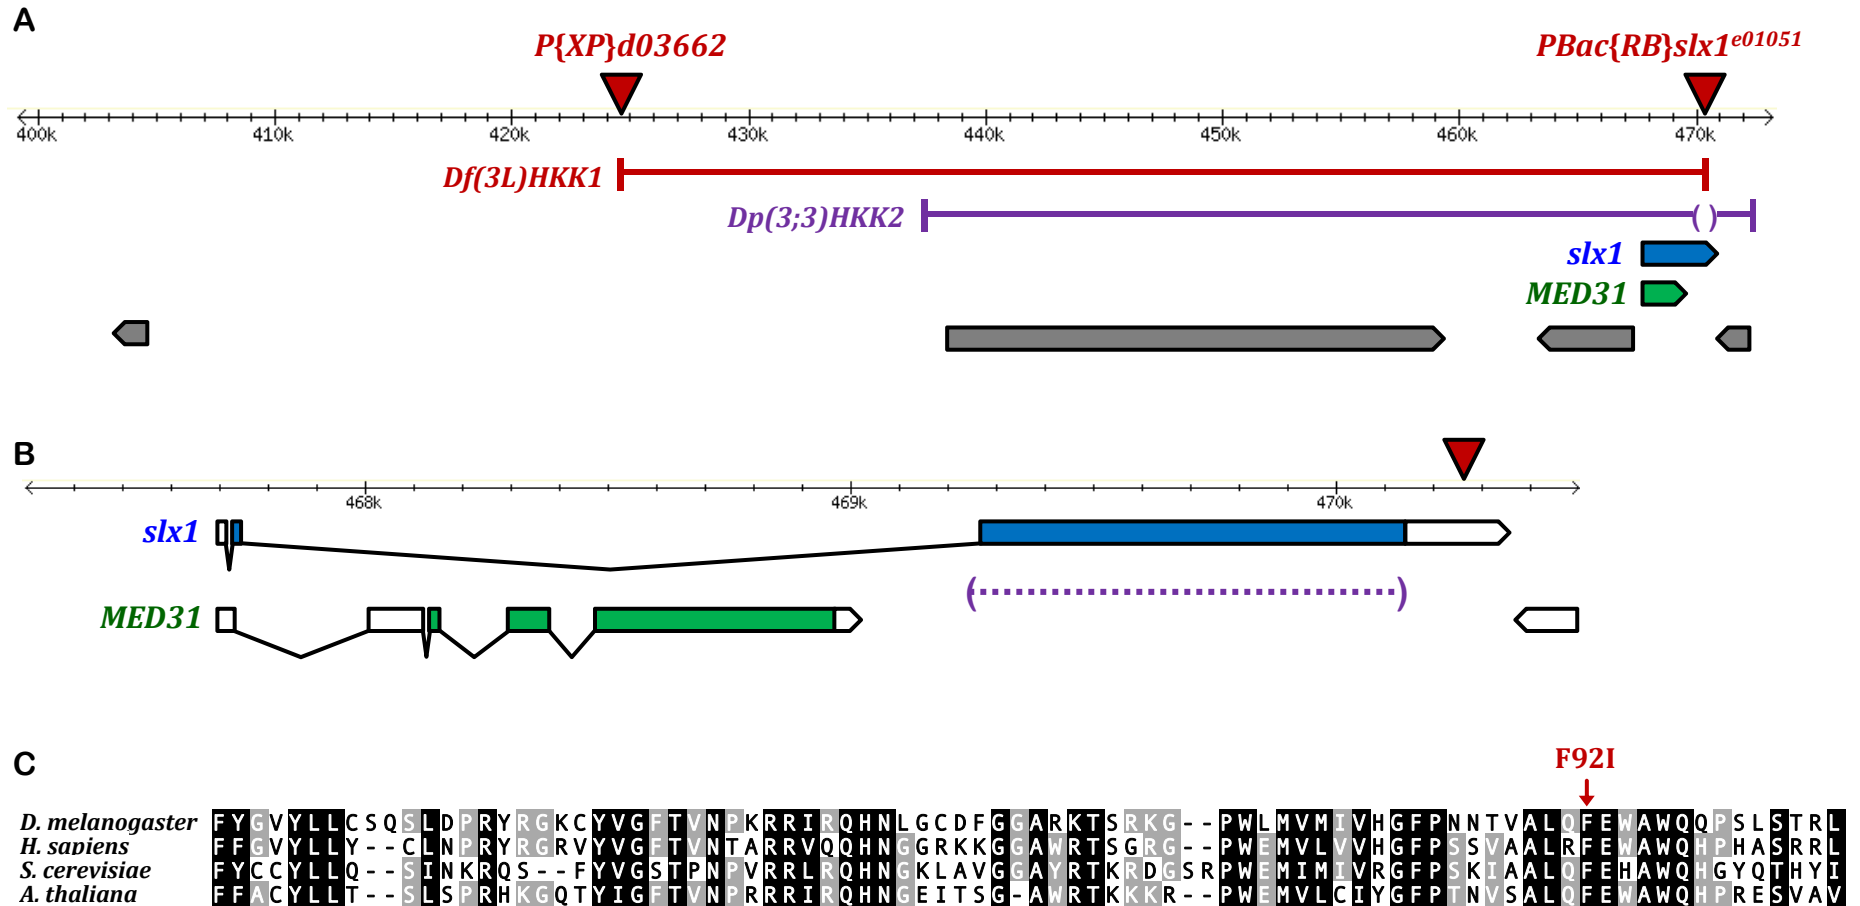 A
P{XP}d03662 PBac{RB}slx1e01051
400k 410k 420k 430k 440k 450k 460k 470k
Df(3L)HKK1
Dp(3;3)HKK2 ( )
slx1
MED31
B
468k 469k 470k
slx1
( )
MED31
C
F92I
D. melanogaster FYGVYLLCSQSLDPRYRGKCYVGFTVNPKRRIRQHNLGCDFGGARKTSRKG--PWLMVMIVHGFPNNTVALQFEWAWQQPSLSTRL
H. sapiens FFGVYLLY--CLNPRYRGRVYVGFTVNTARRVQQHNGGRKKGGAWRTSGRG--PWEMVLVVHGFPSSVAALRFEWAWQHPHASRRL
S. cerevisiae FYCCYLLQ--SINKRQS--FYVGSTPNPVRRLRQHNGKLAVGGAYRTKRDGSRPWEMIMIVRGFPSKIAALQFEHAWQHGYQTHYI
A. thaliana FFACYLLT--SLSPRHKGQTYIGFTVNPRRRIRQHNGEITSG-AWRTKKKR--PWEMVLCIYGFPTNVSALQFEWAWQHPRESVAV